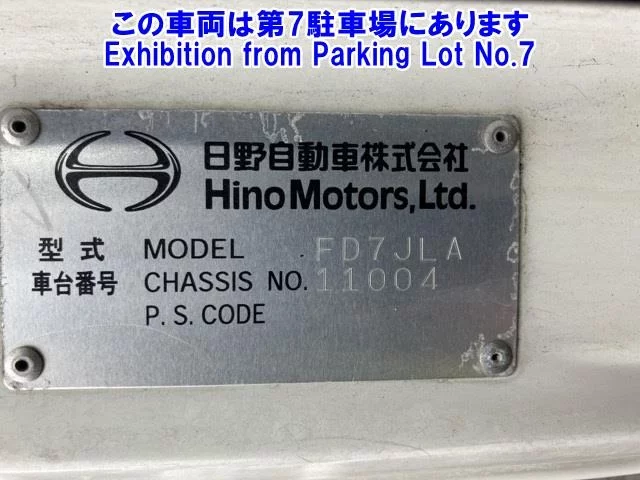 この車両は第7駐車場にあります
Exhibition from Parking Lot No.7
日野自動車株式会社
Hino Motors, Ltd.
型式 MODEL FD7JLA
車台番号 CHASSIS NO. 11004
P. S. CODE